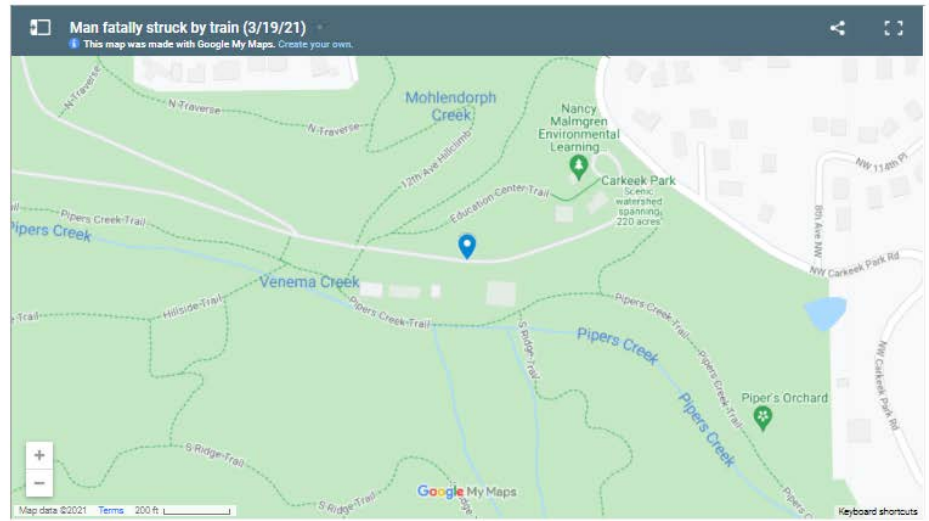 Man fatally struck by train (3/19/21)
This map was made with Google My Maps. Create your own.
N Traverse
N Traverse
N Traverse
Mohlendorph
Creek
Nancy
Malmgren
Environmental
Learning...
12th Ave Hillclimb
Education Center Trail
Carkeek Park
Scenic
watershed
spanning
220 acres
NW 114th Pl
8th Ave NW
NW Carkeek Park Rd
il
Pipers Creek Trail
Pipers Creek
Venema Creek
Hillside Trail
Trail
Pipers Creek Trail
S Ridge Trail
Pipers Creek
Pipers Creek Trail
Pipers Creek Trail
NW Carkeek Park Rd
Piper's Orchard
Pipers Creek
S Ridge Trail
S Ridge Trail
Ridge
Pipers C
+
−
Google My Maps
Map data ©2021 Terms 200 ft
Keyboard shortcuts